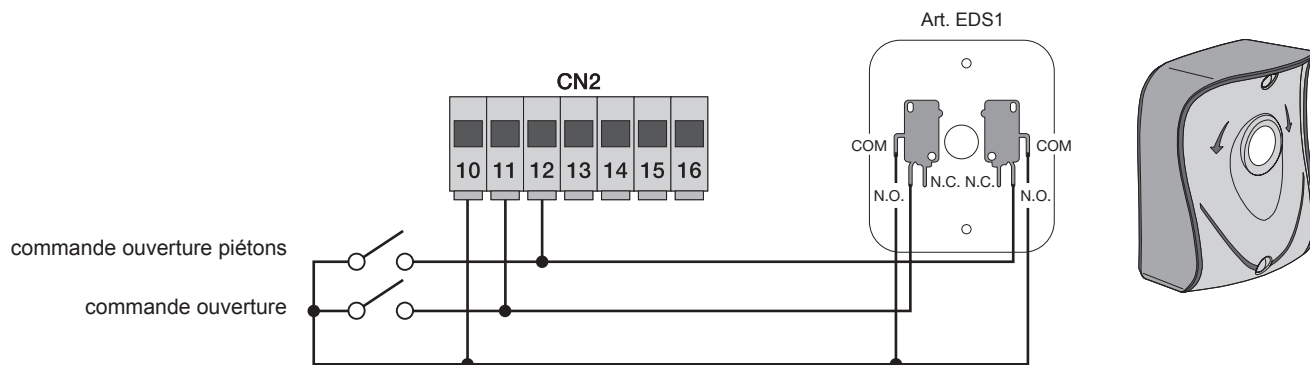 Art. EDS1
CN2
10 11 12 13 14 15 16
COM COM
N.C. N.C.
N.O. N.O.
commande ouverture piétons
commande ouverture